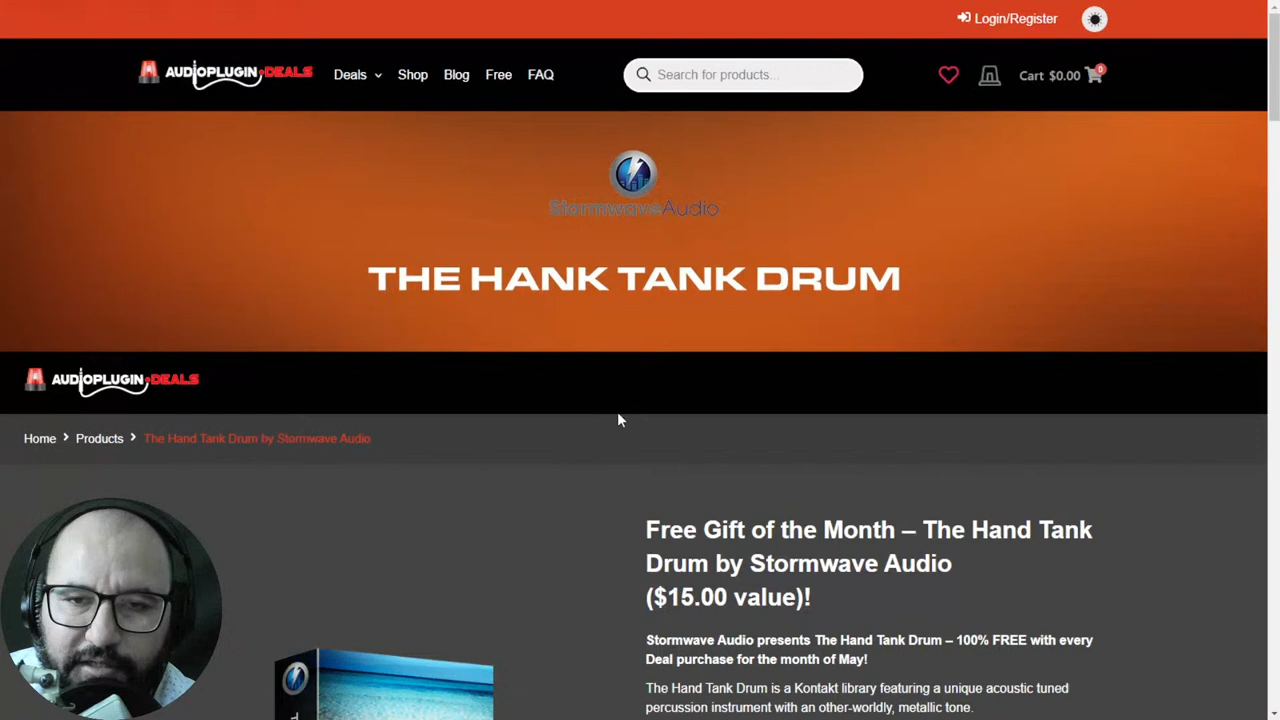 Login/Register
AUDIOPLUGIN DEALS
Deals
Shop
Blog
Free
FAQ
Search for products...
Cart $0.00
0
StormwaveAudio
THE HANK TANK DRUM
AUDIOPLUGIN DEALS
Home
Products
The Hand Tank Drum by Stormwave Audio
Free Gift of the Month – The Hand Tank
Drum by Stormwave Audio
($15.00 value)!
Stormwave Audio presents The Hand Tank Drum – 100% FREE with every
Deal purchase for the month of May!
The Hand Tank Drum is a Kontakt library featuring a unique acoustic tuned
percussion instrument with an other-worldly, metallic tone.